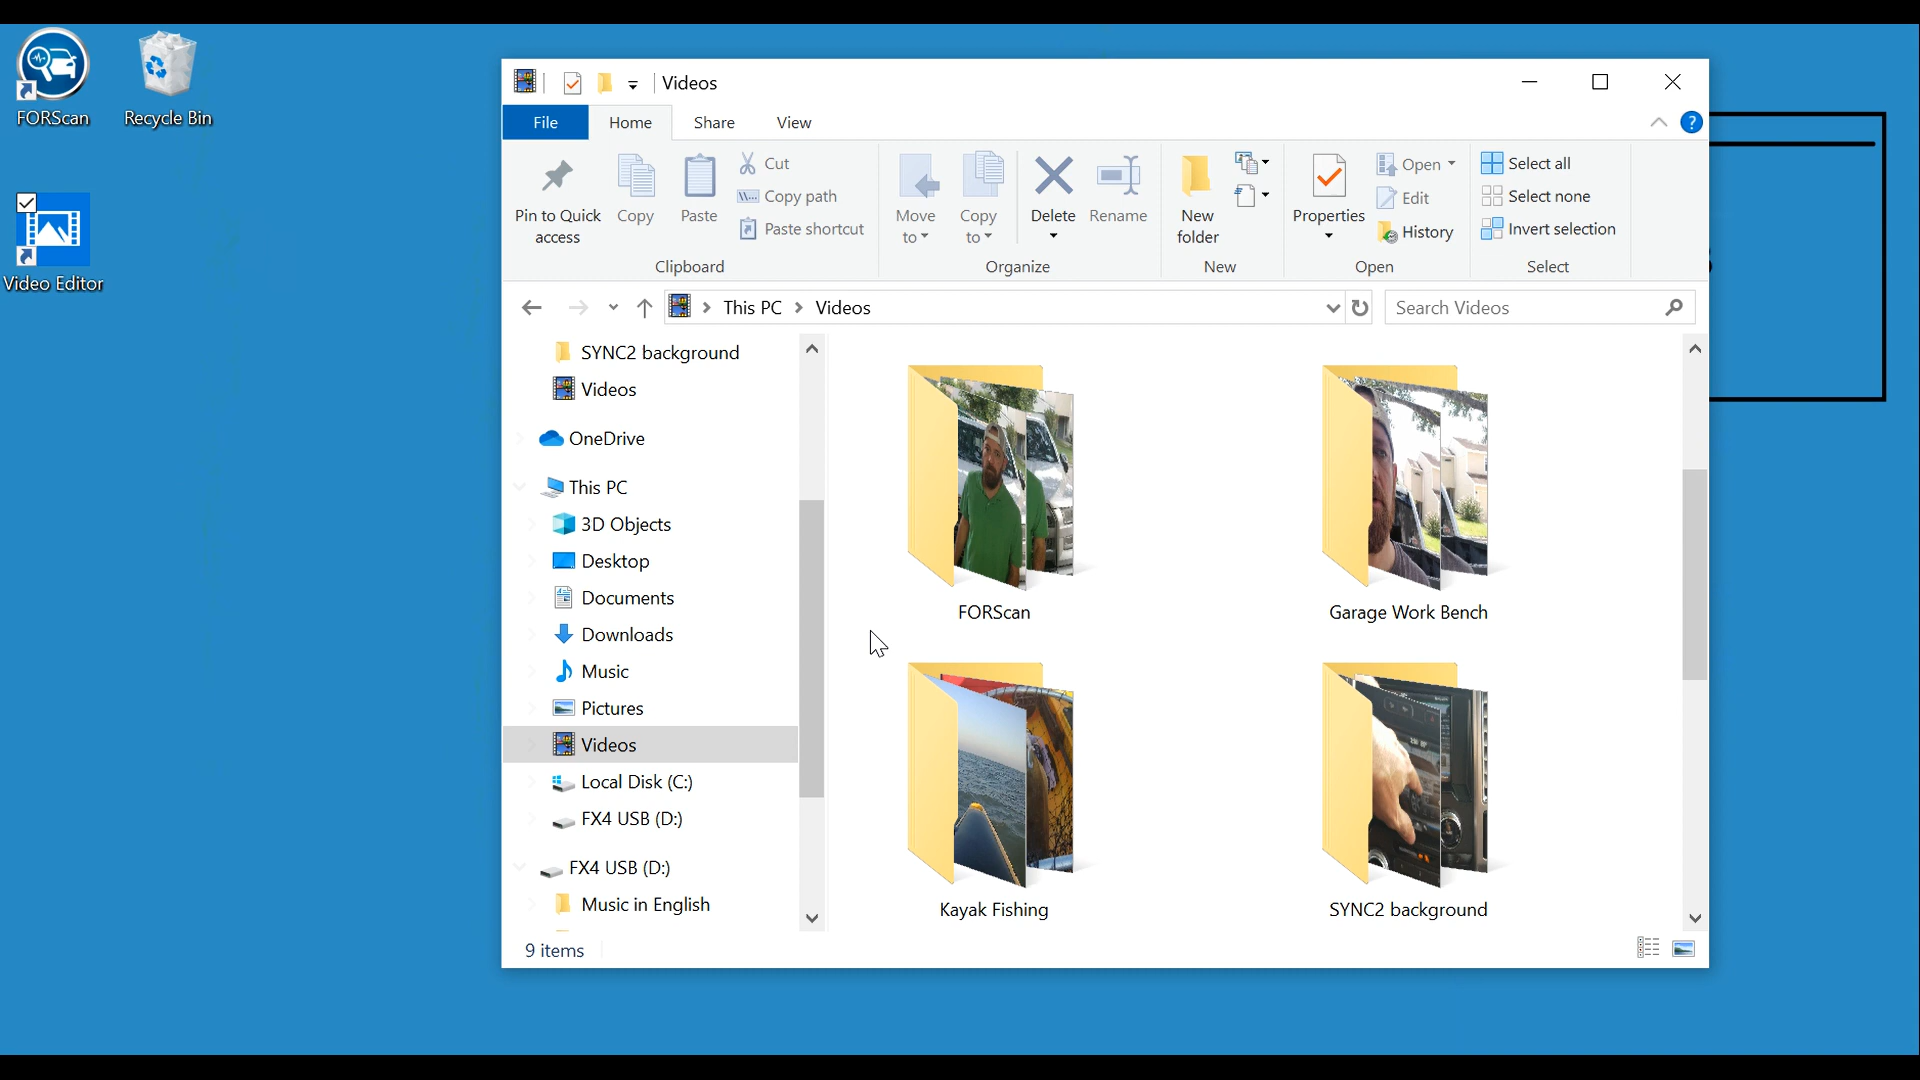 FORScan
Recycle Bin
Video Editor
Videos
File
Home
Share
View
?
Pin to Quick
access
Copy
Paste
Cut
Copy path
Paste shortcut
Clipboard
Move
to
Copy
to
Delete
Rename
Organize
New
folder
New
Properties
Open
Edit
History
Open
Select all
Select none
Invert selection
Select
This PC
Videos
Search Videos
SYNC2 background
Videos
OneDrive
This PC
3D Objects
Desktop
Documents
Downloads
Music
Pictures
Videos
Local Disk (C:)
FX4 USB (D:)
FX4 USB (D:)
Music in English
FORScan
Garage Work Bench
Kayak Fishing
SYNC2 background
9 items